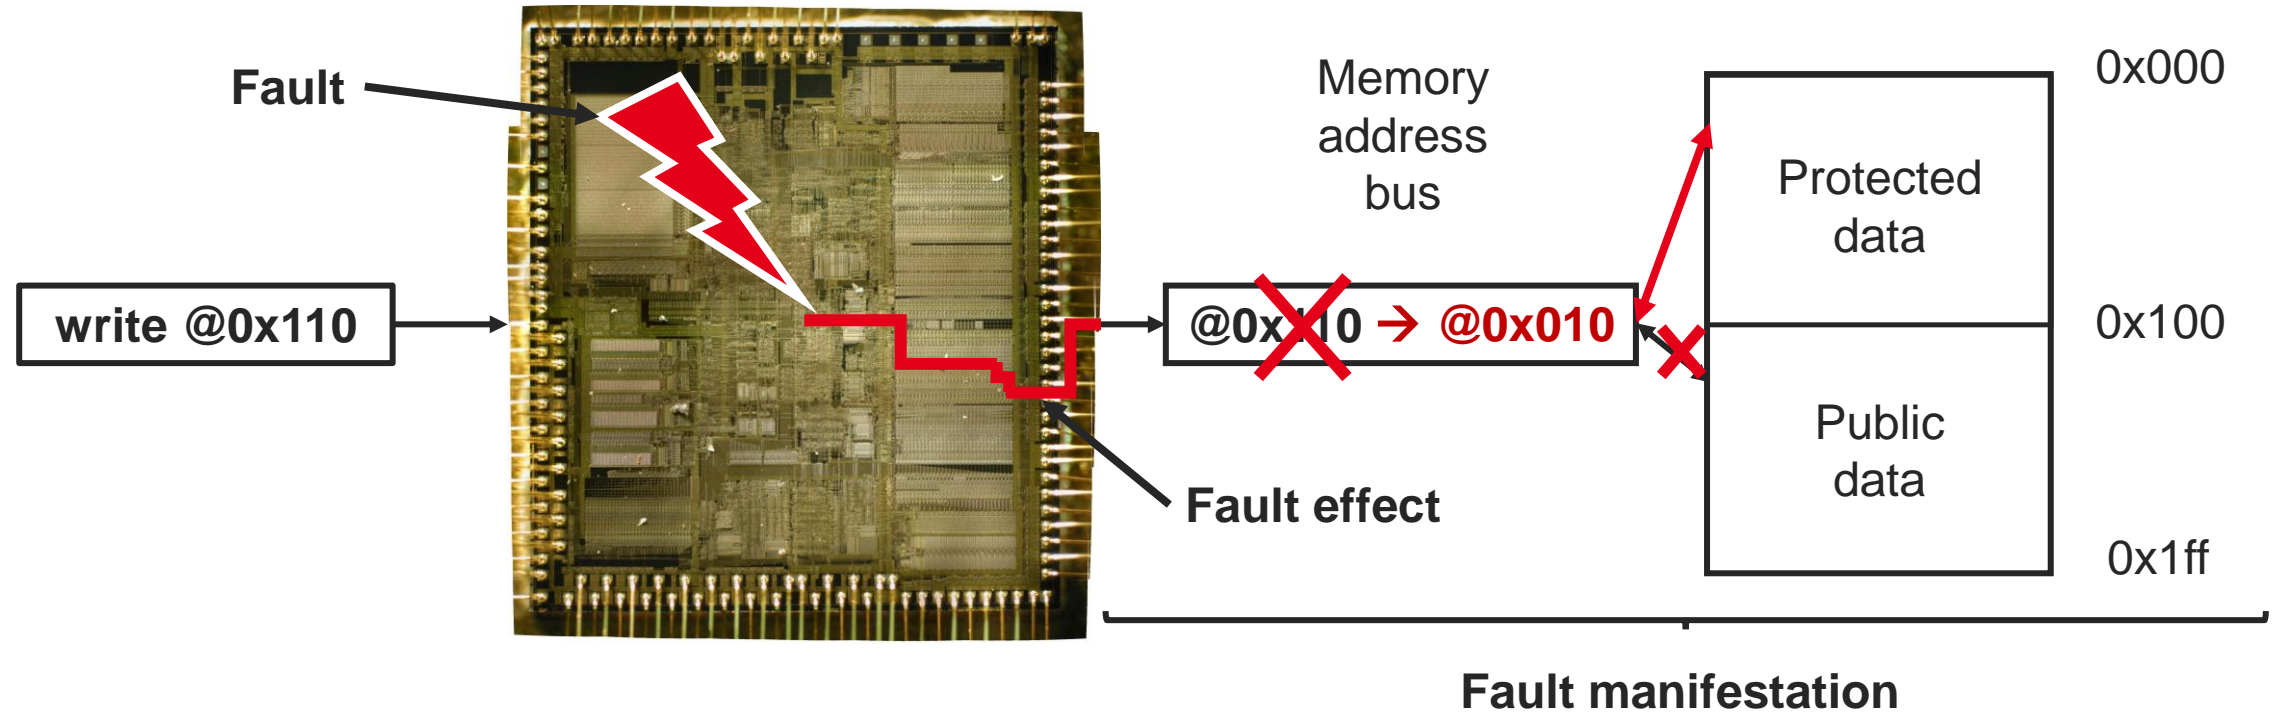 Fault
write @0x110
Memory
address
bus
@0x110 → @0x010
Fault effect
Protected
data
Public
data
0x000
0x100
0x1ff
Fault manifestation